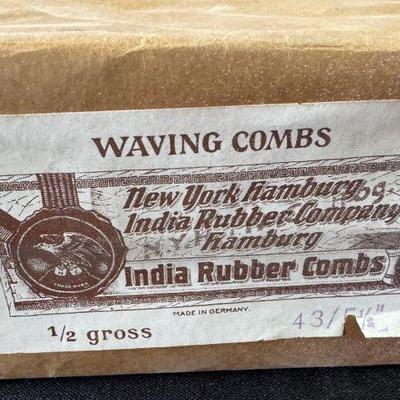 WAVING COMBS
New York Hamburg
India Rubber Company
Hamburg
India Rubber Combs
TRADE MARK
MADE IN GERMANY.
1/2 gross
43/